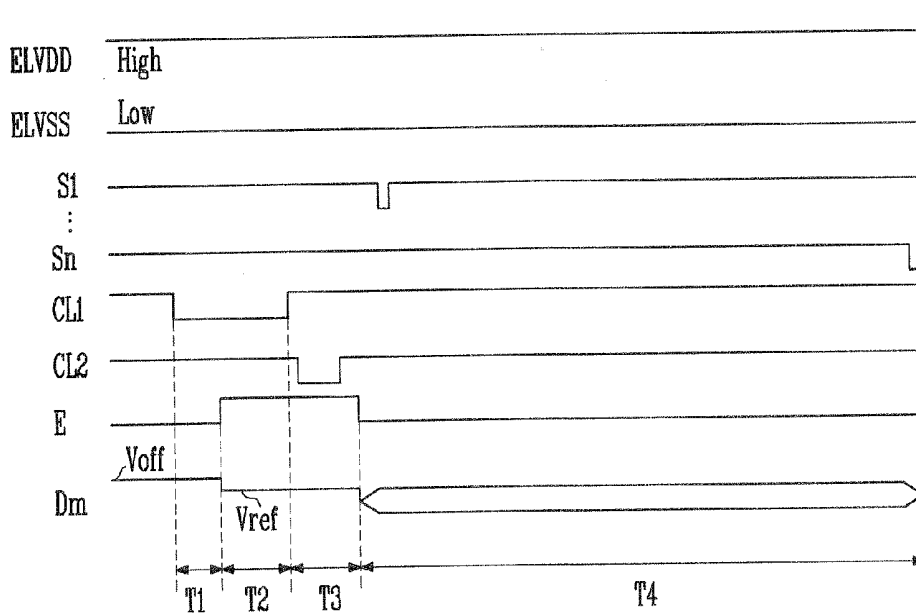 ELVDD High
ELVSS Low
S1
⋮
Sn
CL1
CL2
E
Voff
Dm
Vref
T1 T2 T3 T4